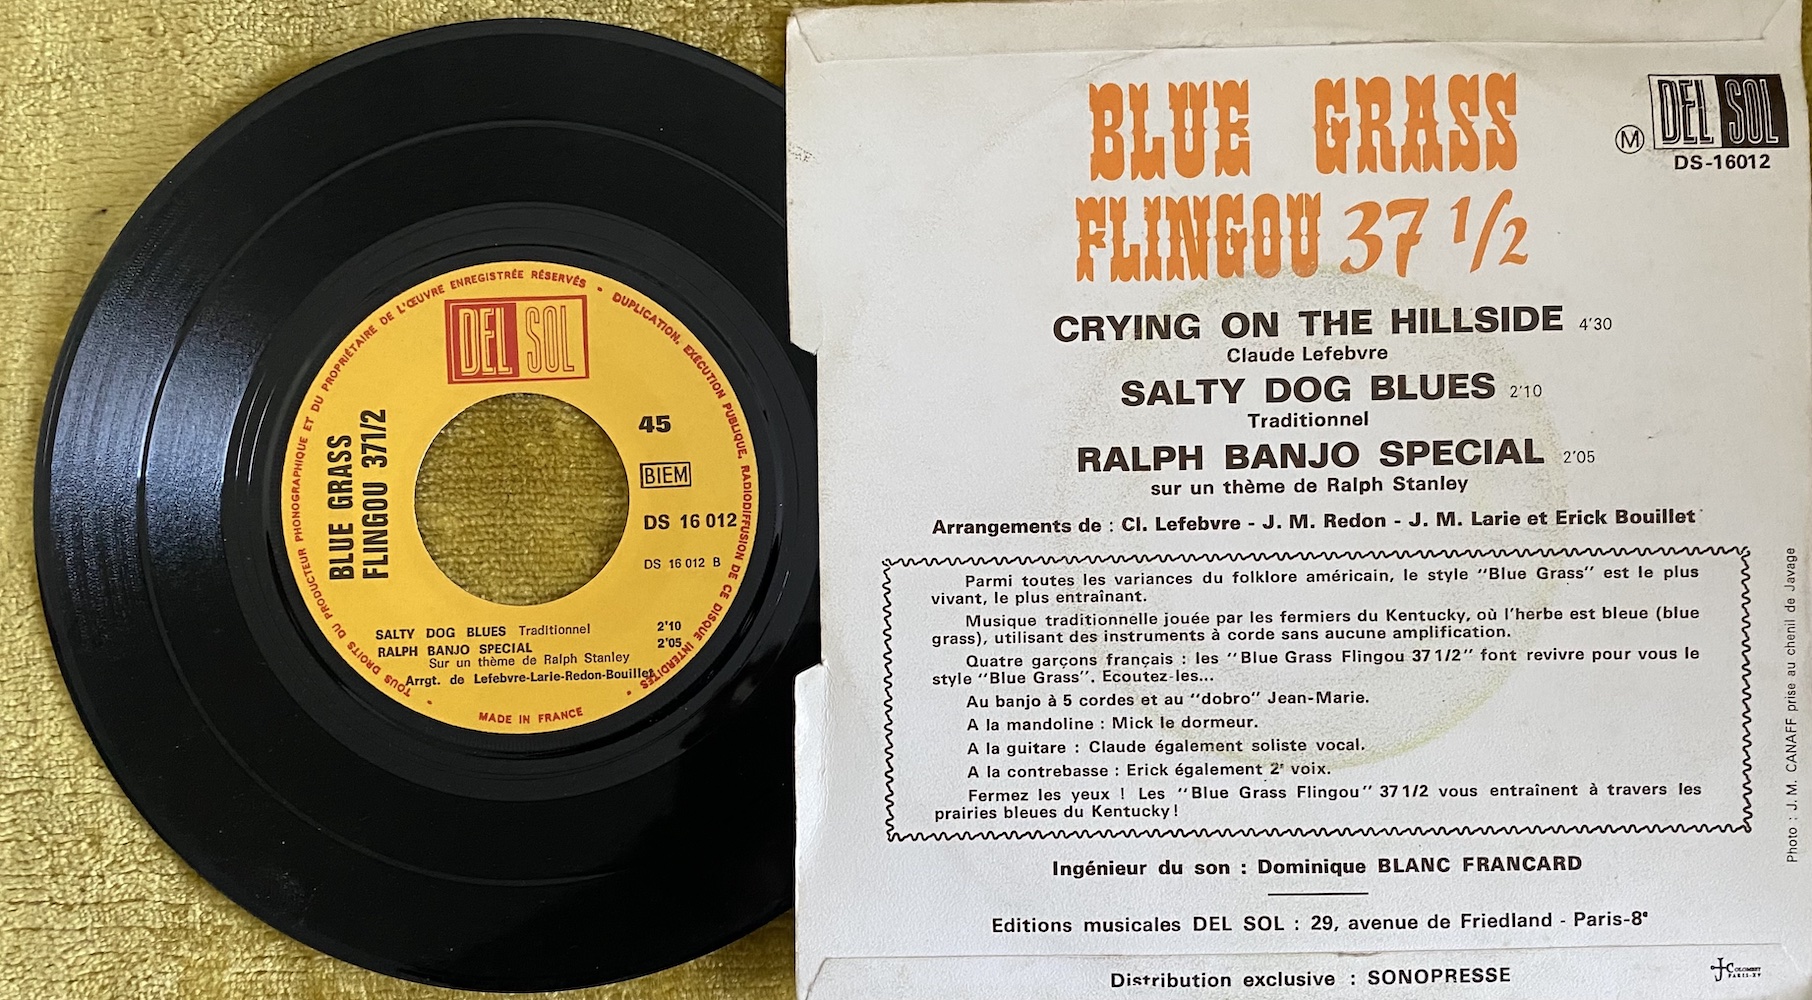 TOUS DROITS DU PRODUCTEUR PHONOGRAPHIQUE ET DU PROPRIÉTAIRE DE L'ŒUVRE ENREGISTRÉE RÉSERVÉS • DUPLICATION, EXÉCUTION PUBLIQUE, RADIODIFFUSION DE CE DISQUE INTERDITES •
DEL SOL
BLUE GRASS
FLINGOU 371/2
45
BIEM
DS 16 012
DS 16 012 B
SALTY DOG BLUES Traditionnel 2'10
RALPH BANJO SPECIAL 2'05
Sur un thème de Ralph Stanley
Arrgt. de Lefebvre-Larle-Redon-Bouillet
MADE IN FRANCE
BLUE GRASS
FLINGOU 37 1/2
M
DEL SOL
DS-16012
CRYING ON THE HILLSIDE 4'30
Claude Lefebvre
SALTY DOG BLUES 2'10
Traditionnel
RALPH BANJO SPECIAL 2'05
sur un thème de Ralph Stanley
Arrangements de : Cl. Lefebvre - J. M. Redon - J. M. Larie et Erick Bouillet
Parmi toutes les variances du folklore américain, le style "Blue Grass" est le plus
vivant, le plus entraînant.
Musique traditionnelle jouée par les fermiers du Kentucky, où l'herbe est bleue (blue
grass), utilisant des instruments à corde sans aucune amplification.
Quatre garçons français : les "Blue Grass Flingou 37 1/2" font revivre pour vous le
style "Blue Grass". Ecoutez-les...
Au banjo à 5 cordes et au "dobro" Jean-Marie.
A la mandoline : Mick le dormeur.
A la guitare : Claude également soliste vocal.
A la contrebasse : Erick également 2e voix.
Fermez les yeux ! Les "Blue Grass Flingou" 37 1/2 vous entraînent à travers les
prairies bleues du Kentucky !
Ingénieur du son : Dominique BLANC FRANCARD
Editions musicales DEL SOL : 29, avenue de Friedland - Paris-8e
Distribution exclusive : SONOPRESSE
J COLOMBET
PARIS-XV
Photo : J. M. CANAFF prise au chenil de Javage